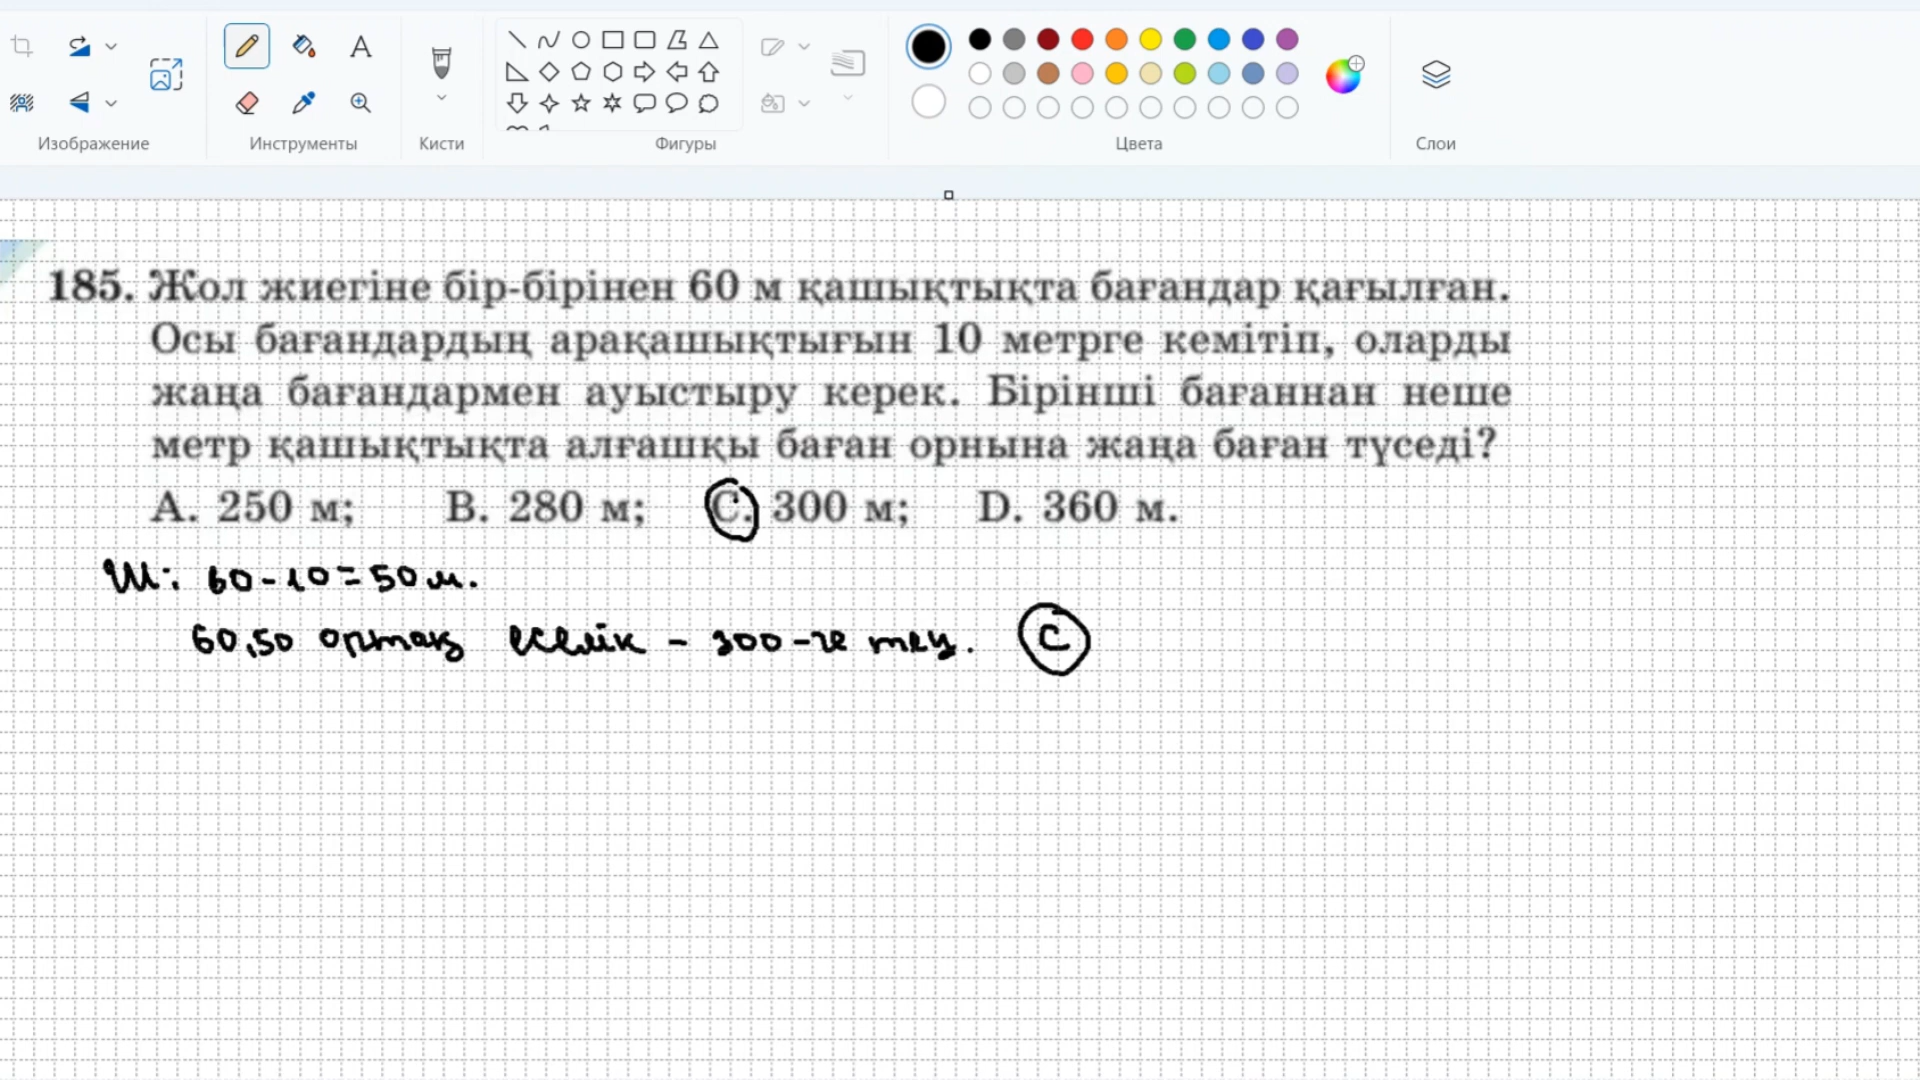 Изображение
Инструменты
Кисти
Фигуры
Цвета
Слои
185. Жол жиегіне бір-бірінен 60 м қашықтықта бағандар қағылған.
Осы бағандардың арақашықтығын 10 метрге кемітіп, оларды
жаңа бағандармен ауыстыру керек. Бірінші бағаннан неше
метр қашықтықта алғашқы баған орнына жаңа баған түседі?
A. 250 м; B. 280 м; C. 300 м; D. 360 м.
Ш: 60-10=50 м.
60,50 ортақ еселік - 300-ге тең. C